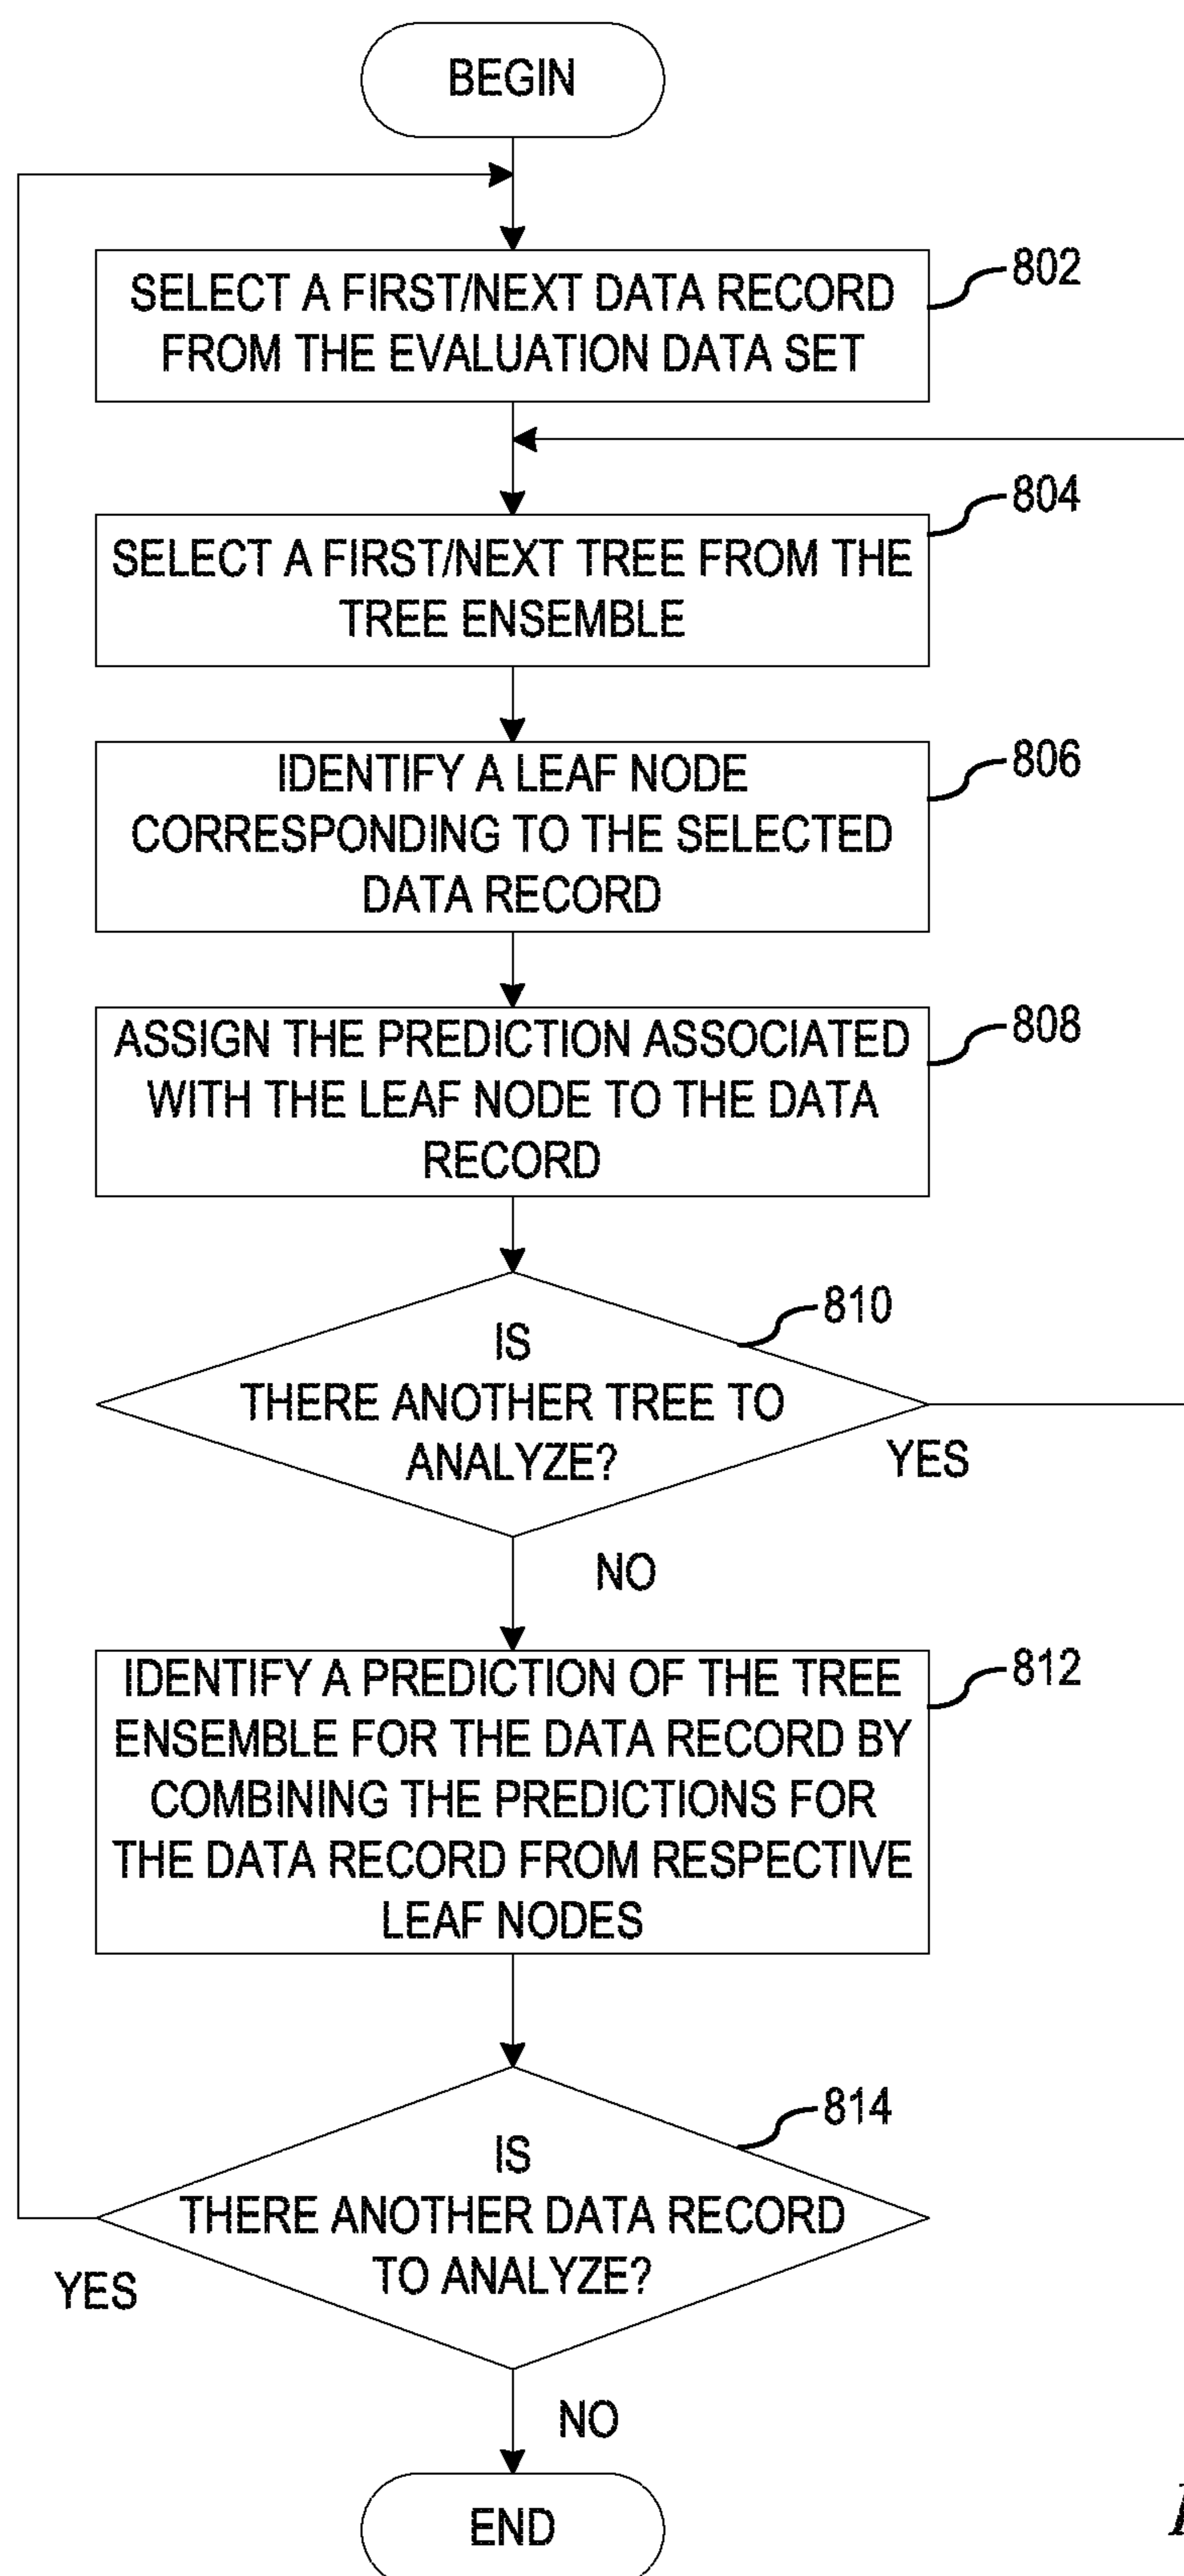 BEGIN
802
SELECT A FIRST/NEXT DATA RECORD
FROM THE EVALUATION DATA SET
804
SELECT A FIRST/NEXT TREE FROM THE
TREE ENSEMBLE
806
IDENTIFY A LEAF NODE
CORRESPONDING TO THE SELECTED
DATA RECORD
808
ASSIGN THE PREDICTION ASSOCIATED
WITH THE LEAF NODE TO THE DATA
RECORD
810
IS
THERE ANOTHER TREE TO
ANALYZE?
YES
NO
812
IDENTIFY A PREDICTION OF THE TREE
ENSEMBLE FOR THE DATA RECORD BY
COMBINING THE PREDICTIONS FOR
THE DATA RECORD FROM RESPECTIVE
LEAF NODES
814
IS
THERE ANOTHER DATA RECORD
TO ANALYZE?
YES
NO
END